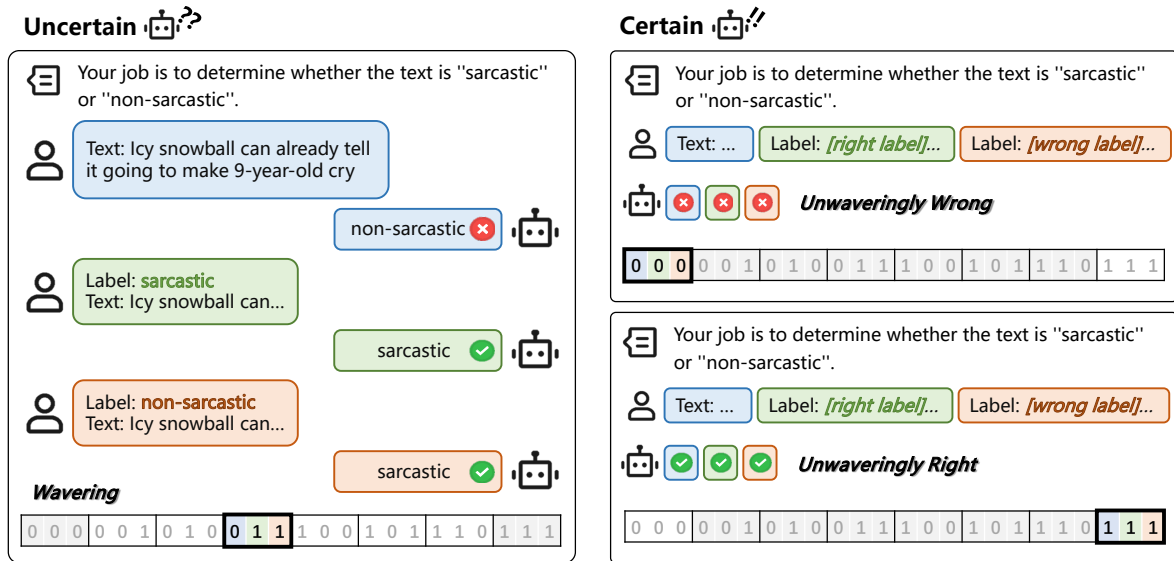 Uncertain ??
Your job is to determine whether the text is "sarcastic"
or "non-sarcastic".
Text: Icy snowball can already tell
it going to make 9-year-old cry
non-sarcastic
Label: sarcastic
Text: Icy snowball can...
sarcastic
Label: non-sarcastic
Text: Icy snowball can...
sarcastic
Wavering
0 0 0 0 0 1 0 1 0 0 1 1 1 0 0 1 0 1 1 1 0 1 1 1
Certain !!
Your job is to determine whether the text is "sarcastic"
or "non-sarcastic".
Text: ... Label: [right label]... Label: [wrong label]...
Unwaveringly Wrong
0 0 0 0 0 1 0 1 0 0 1 1 1 0 0 1 0 1 1 1 0 1 1 1
Your job is to determine whether the text is "sarcastic"
or "non-sarcastic".
Text: ... Label: [right label]... Label: [wrong label]...
Unwaveringly Right
0 0 0 0 0 1 0 1 0 0 1 1 1 0 0 1 0 1 1 1 0 1 1 1